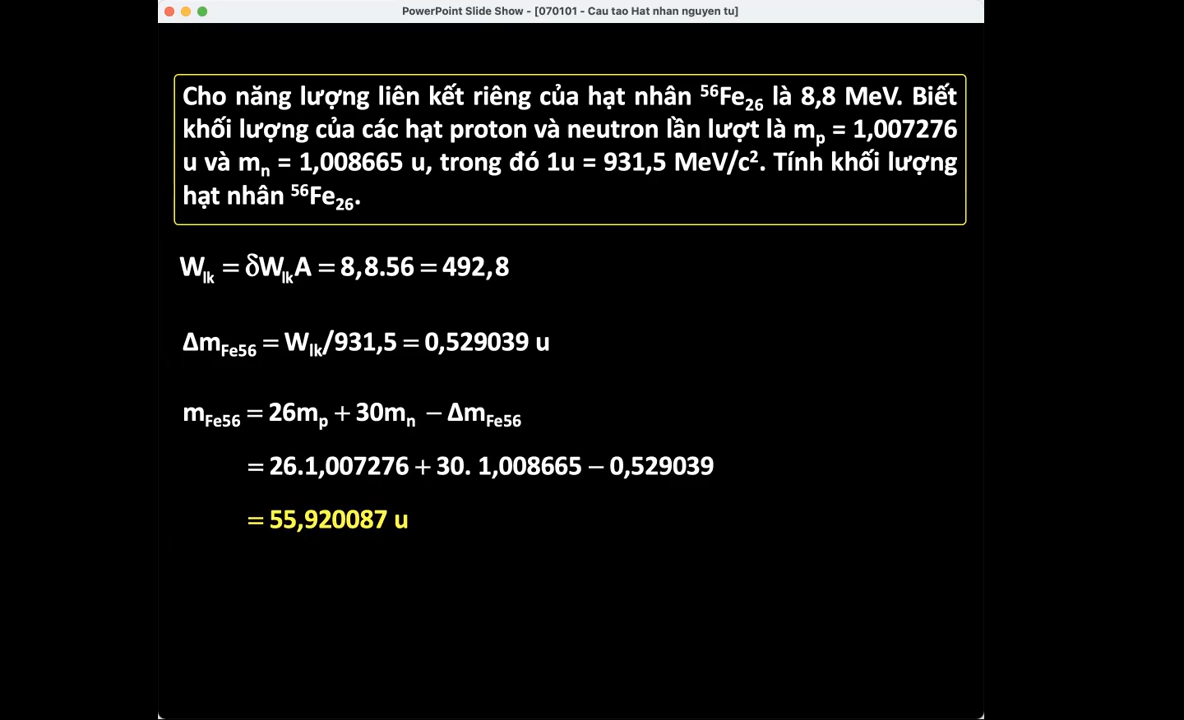 PowerPoint Slide Show - [070101 - Cau tao Hat nhan nguyen tu]
Cho năng lượng liên kết riêng của hạt nhân ⁵⁶Fe₂₆ là 8,8 MeV. Biết
khối lượng của các hạt proton và neutron lần lượt là mₚ = 1,007276
u và mₙ = 1,008665 u, trong đó 1u = 931,5 MeV/c². Tính khối lượng
hạt nhân ⁵⁶Fe₂₆.
Wₗₖ = δWₗₖA = 8,8.56 = 492,8
Δm_Fe56 = Wₗₖ/931,5 = 0,529039 u
m_Fe56 = 26mₚ + 30mₙ − Δm_Fe56
= 26.1,007276 + 30. 1,008665 − 0,529039
= 55,920087 u